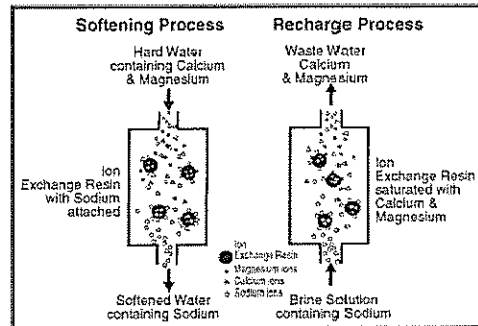 Softening Process
Hard Water
containing Calcium
& Magnesium
Ion
Exchange Resin
with Sodium
attached
Softened Water
containing Sodium
Ion
Exchange Resin
Magnesium ions
Calcium ions
Sodium ions
Recharge Process
Waste Water
Calcium
& Magnesium
Ion
Exchange Resin
saturated with
Calcium &
Magnesium
Brine Solution
containing Sodium